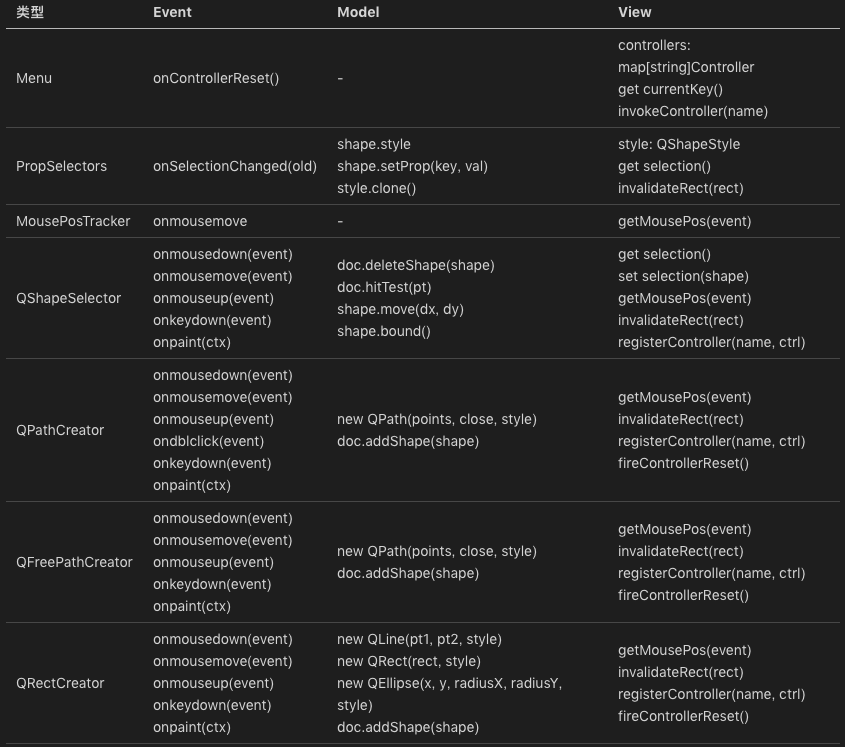 类型 Event Model View
Menu
onControllerReset()
-
controllers:
map[string]Controller
get currentKey()
invokeController(name)
PropSelectors
onSelectionChanged(old)
shape.style
shape.setProp(key, val)
style.clone()
style: QShapeStyle
get selection()
invalidateRect(rect)
MousePosTracker
onmousemove
-
getMousePos(event)
QShapeSelector
onmousedown(event)
onmousemove(event)
onmouseup(event)
onkeydown(event)
onpaint(ctx)
doc.deleteShape(shape)
doc.hitTest(pt)
shape.move(dx, dy)
shape.bound()
get selection()
set selection(shape)
getMousePos(event)
invalidateRect(rect)
registerController(name, ctrl)
QPathCreator
onmousedown(event)
onmousemove(event)
onmouseup(event)
ondblclick(event)
onkeydown(event)
onpaint(ctx)
new QPath(points, close, style)
doc.addShape(shape)
getMousePos(event)
invalidateRect(rect)
registerController(name, ctrl)
fireControllerReset()
QFreePathCreator
onmousedown(event)
onmousemove(event)
onmouseup(event)
onkeydown(event)
onpaint(ctx)
new QPath(points, close, style)
doc.addShape(shape)
getMousePos(event)
invalidateRect(rect)
registerController(name, ctrl)
fireControllerReset()
QRectCreator
onmousedown(event)
onmousemove(event)
onmouseup(event)
onkeydown(event)
onpaint(ctx)
new QLine(pt1, pt2, style)
new QRect(rect, style)
new QEllipse(x, y, radiusX, radiusY,
style)
doc.addShape(shape)
getMousePos(event)
invalidateRect(rect)
registerController(name, ctrl)
fireControllerReset()